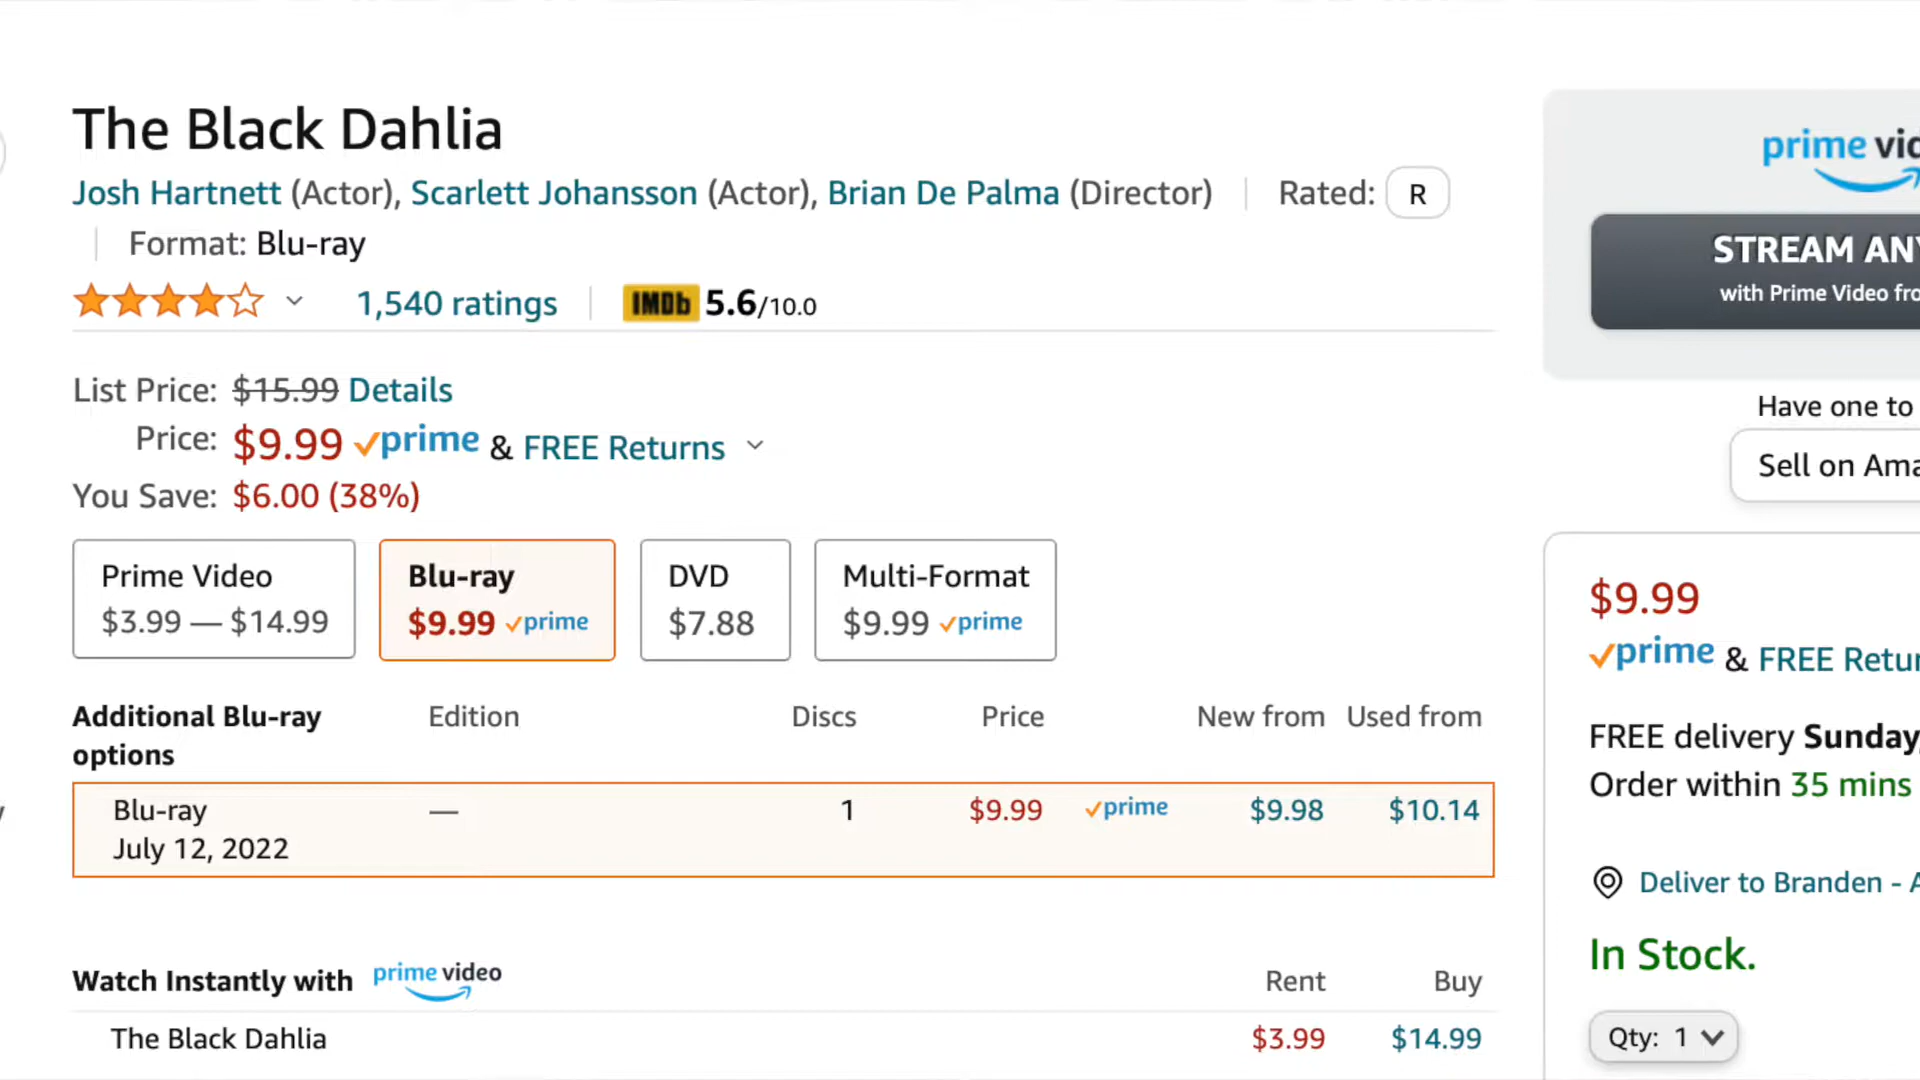 The Black Dahlia
Josh Hartnett (Actor), Scarlett Johansson (Actor), Brian De Palma (Director) | Rated: R
| Format: Blu-ray
1,540 ratings | IMDb 5.6/10.0
List Price: $15.99 Details
Price: $9.99 prime & FREE Returns
You Save: $6.00 (38%)
Prime Video Blu-ray DVD Multi-Format
$3.99 — $14.99 $9.99 prime $7.88 $9.99 prime
Additional Blu-ray Edition Discs Price New from Used from
options
Blu-ray — 1 $9.99 prime $9.98 $10.14
July 12, 2022
Watch Instantly with prime video Rent Buy
The Black Dahlia $3.99 $14.99
prime
STREAM
with Prime Video
Have one to
Sell on
$9.99
prime & FREE
FREE delivery Sunday,
Order within 35 mins
Deliver to Branden -
In Stock.
Qty: 1